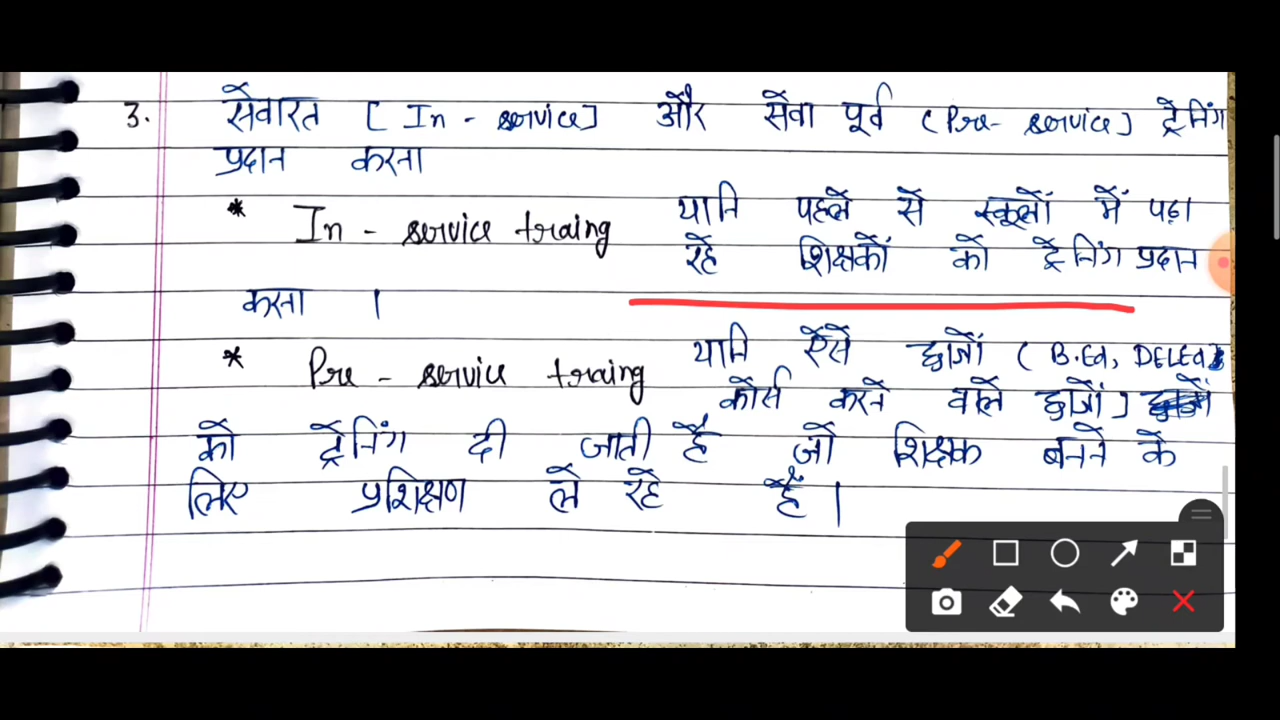 3. सेवारत [ In - service ] और सेवा पूर्व ( Pre - service ] ट्रेनिंग
प्रदान करना
* In - service traing यानि पहले से स्कूलों में पढ़ा
रहे शिक्षकों को ट्रेनिंग प्रदान
करना ।
* Pre - service traing यानि ऐसे छात्रों ( B.Ed, DELEd
कोर्स करने वाले छात्रों )
को ट्रेनिंग दी जाती है जो शिक्षक बनने के
लिए प्रशिक्षण ले रहे हैं ।